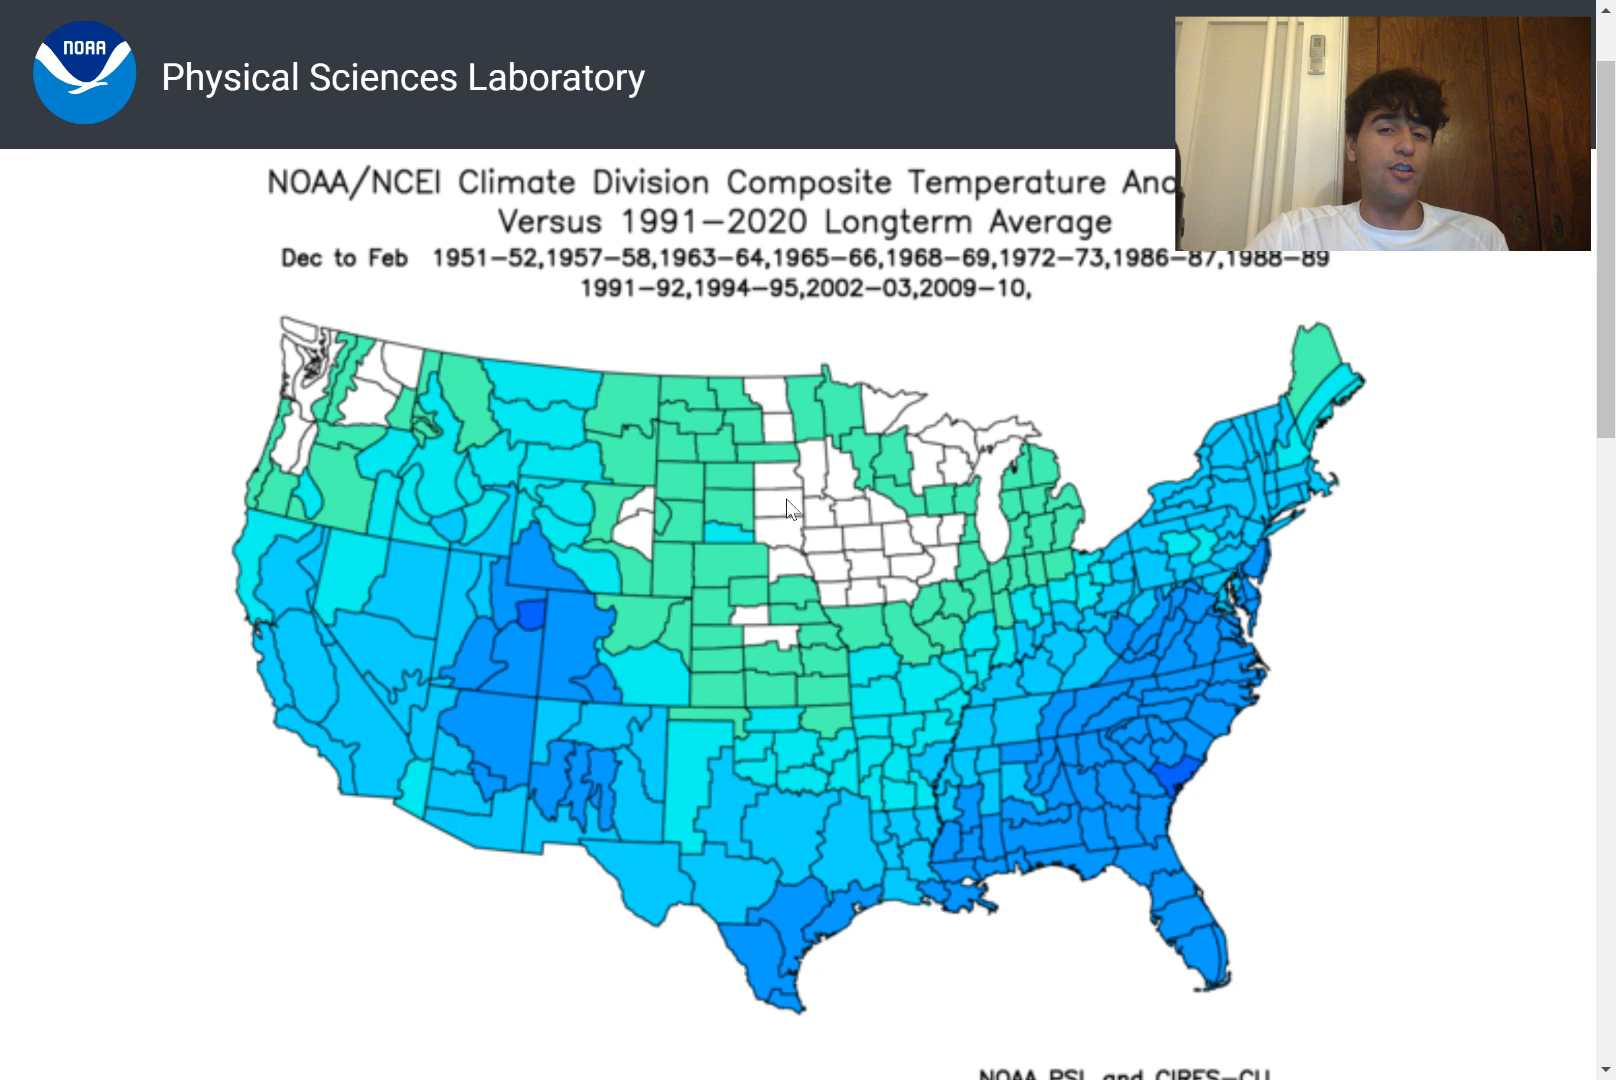 NOAA
Physical Sciences Laboratory
NOAA/NCEI Climate Division Composite Temperature
Versus 1991-2020 Longterm Average
Dec to Feb 1951-52,1957-58,1963-64,1965-66,1968-69,1972-73,1986-87,1988-89
1991-92,1994-95,2002-03,2009-10,
NOAA PSL and CIRES-CU